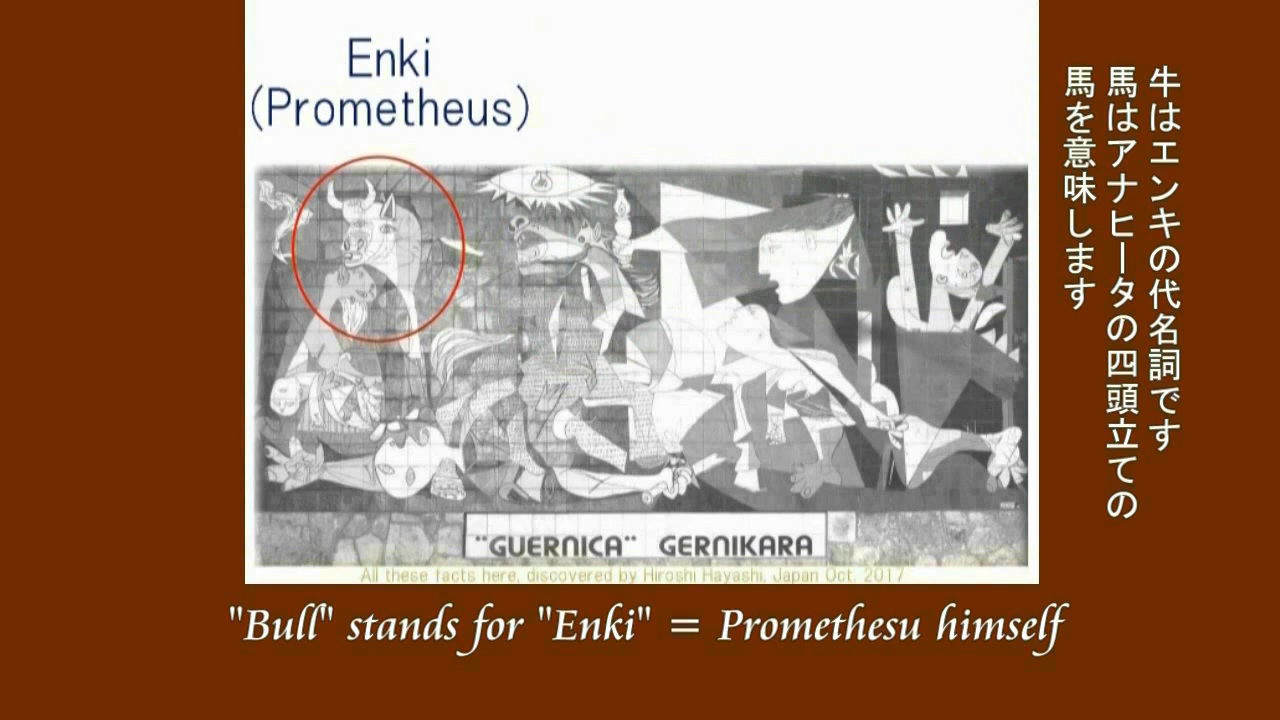 Enki
(Prometheus)
牛はエンキの代名詞です
馬はアナヒータの四頭立ての
馬を意味します
"GUERNICA" GERNIKARA
All these facts here, discovered by Hiroshi Hayashi, Japan Oct. 2017
"Bull" stands for "Enki" = Promethesu himself